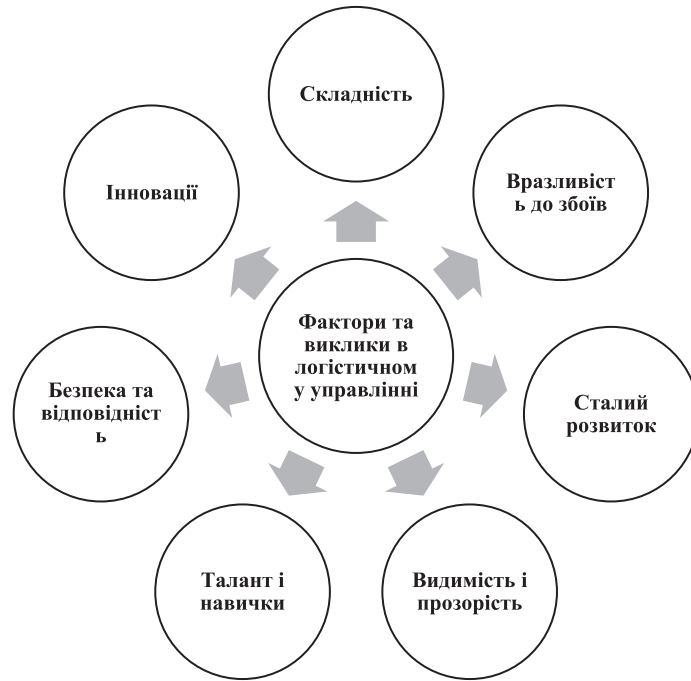 Складність
Вразливіст
ь до збоїв
Сталий
розвиток
Видимість і
прозорість
Талант і
навички
Безпека та
відповідніст
ь
Інновації
Фактори та
виклики в
логістичном
у управлінні